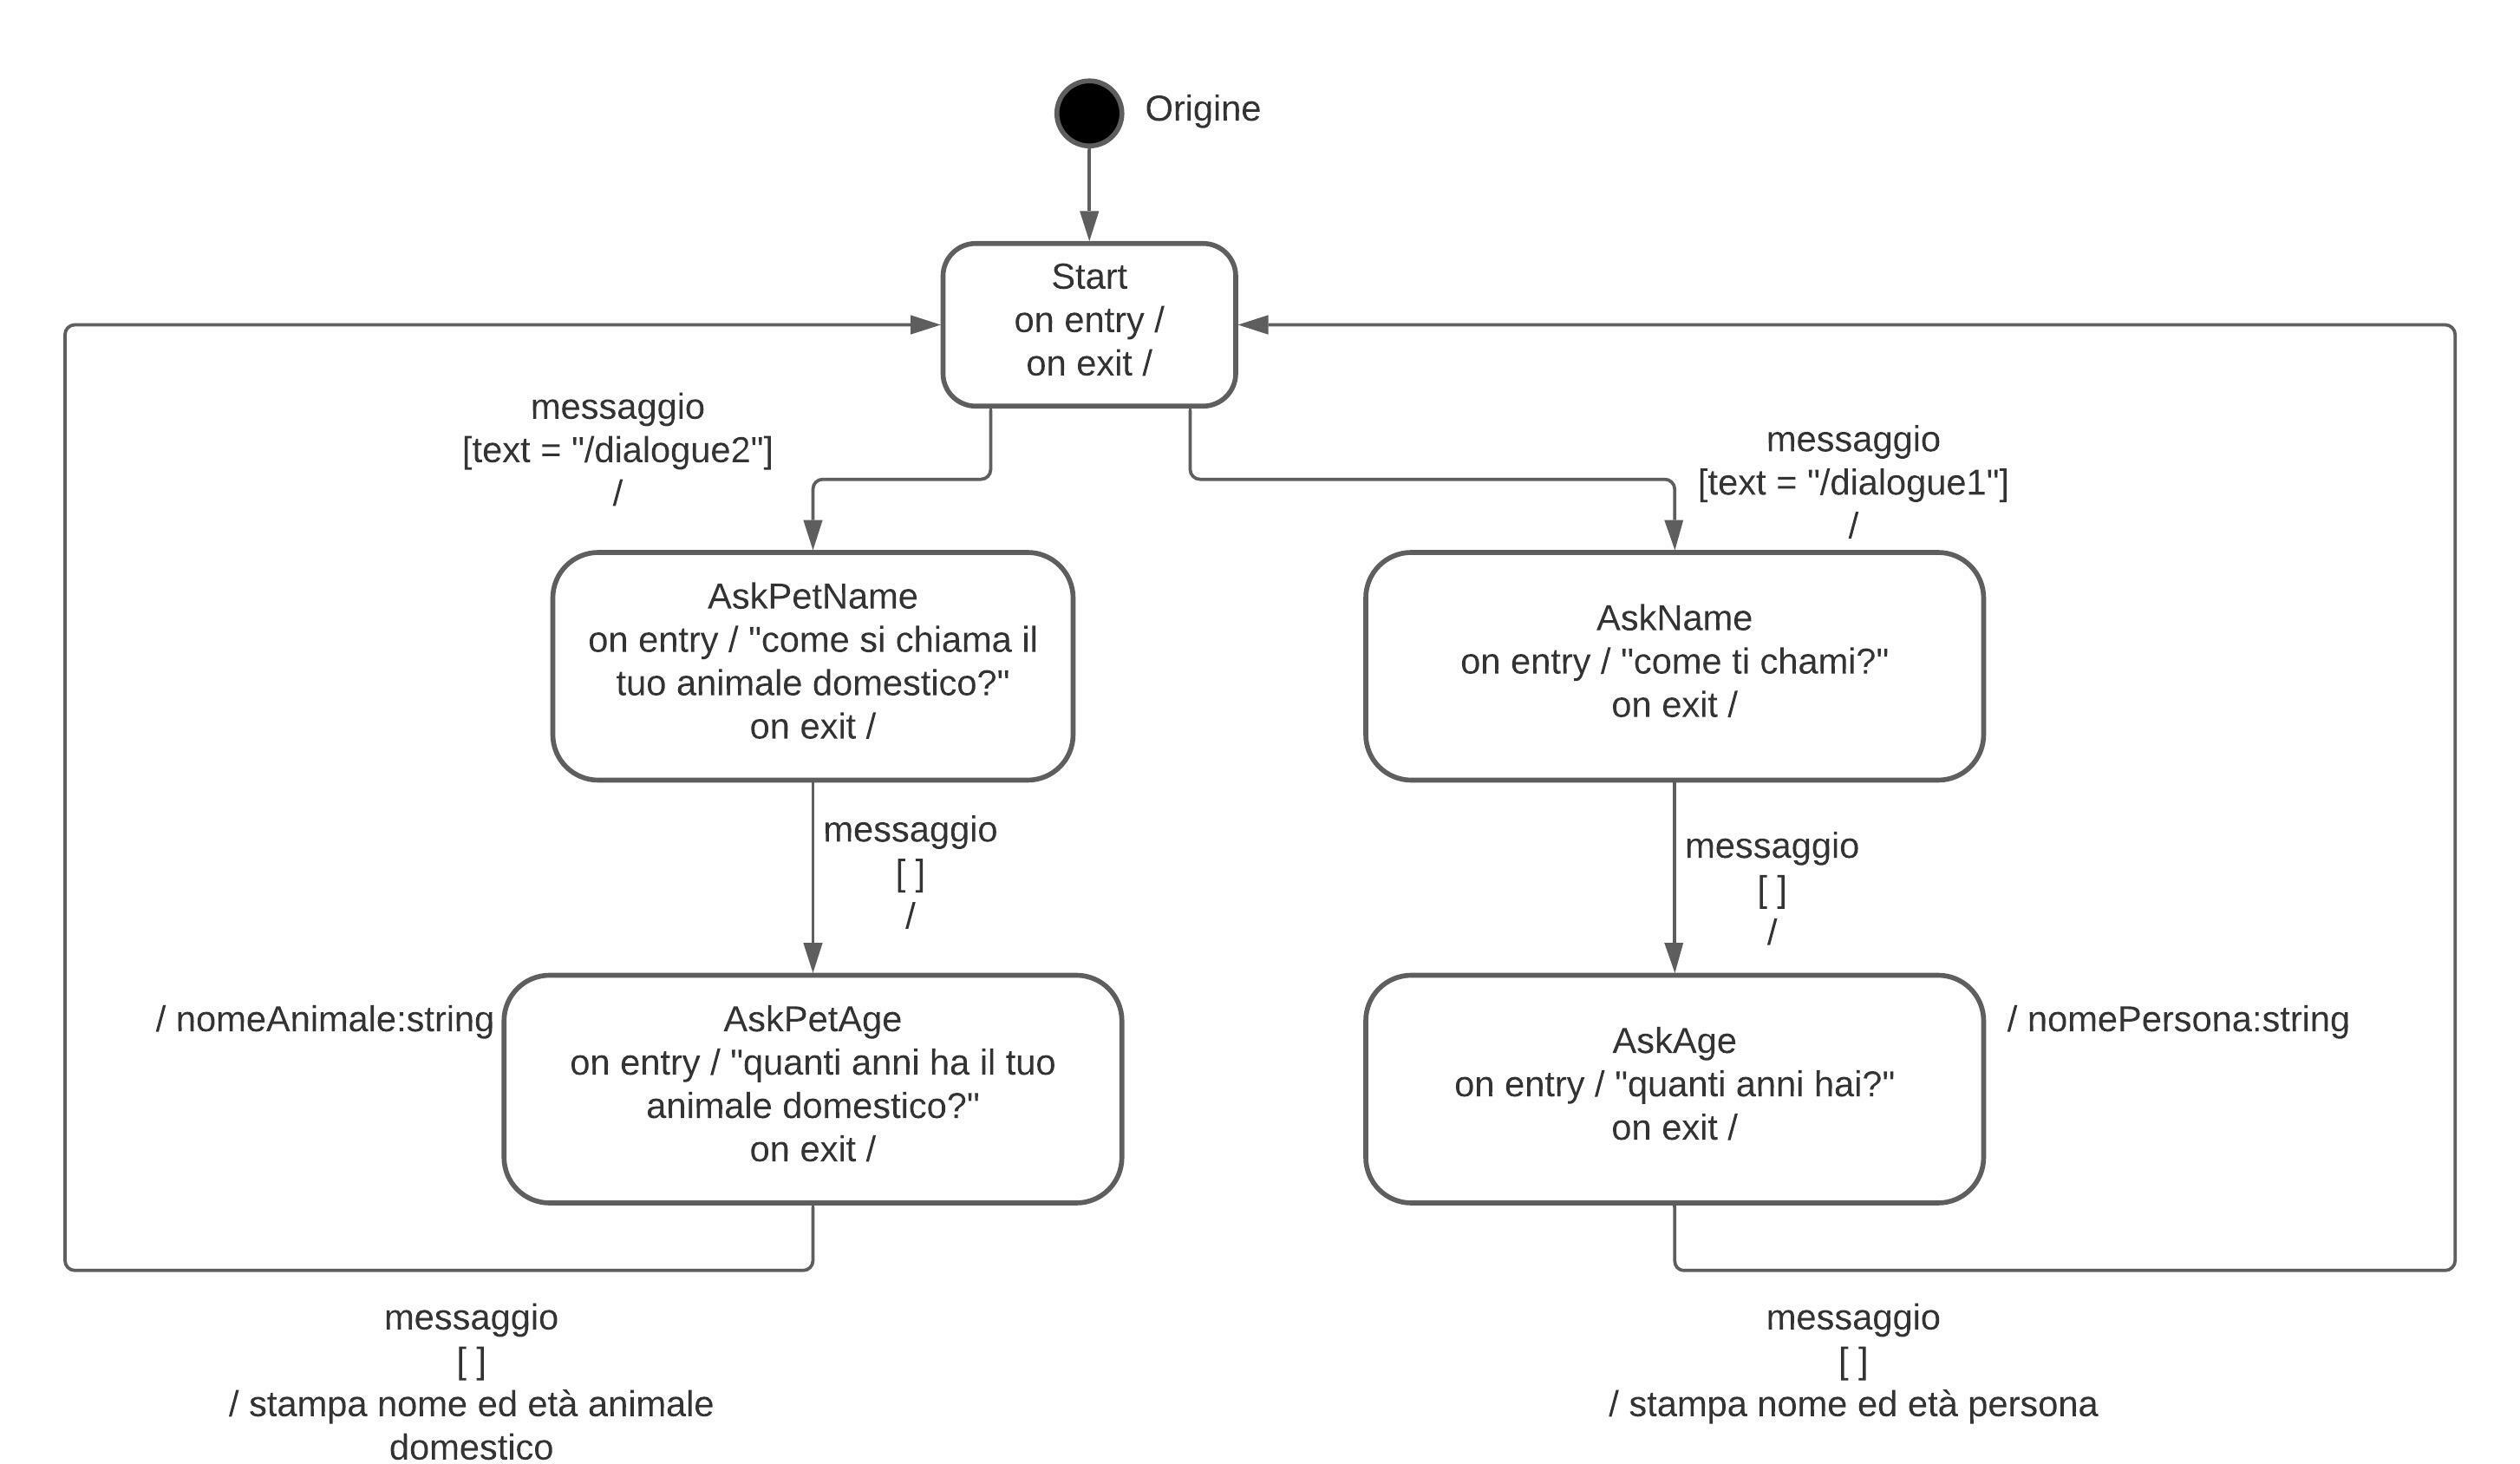 Origine
Start
on entry /
on exit /
messaggio
[text = "/dialogue2"]
/
messaggio
[text = "/dialogue1"]
/
AskPetName
on entry / "come si chiama il
tuo animale domestico?"
on exit /
AskName
on entry / "come ti chami?"
on exit /
messaggio
[ ]
/
messaggio
[ ]
/
/ nomeAnimale:string
AskPetAge
on entry / "quanti anni ha il tuo
animale domestico?"
on exit /
AskAge
on entry / "quanti anni hai?"
on exit /
/ nomePersona:string
messaggio
[ ]
/ stampa nome ed età animale
domestico
messaggio
[ ]
/ stampa nome ed età persona